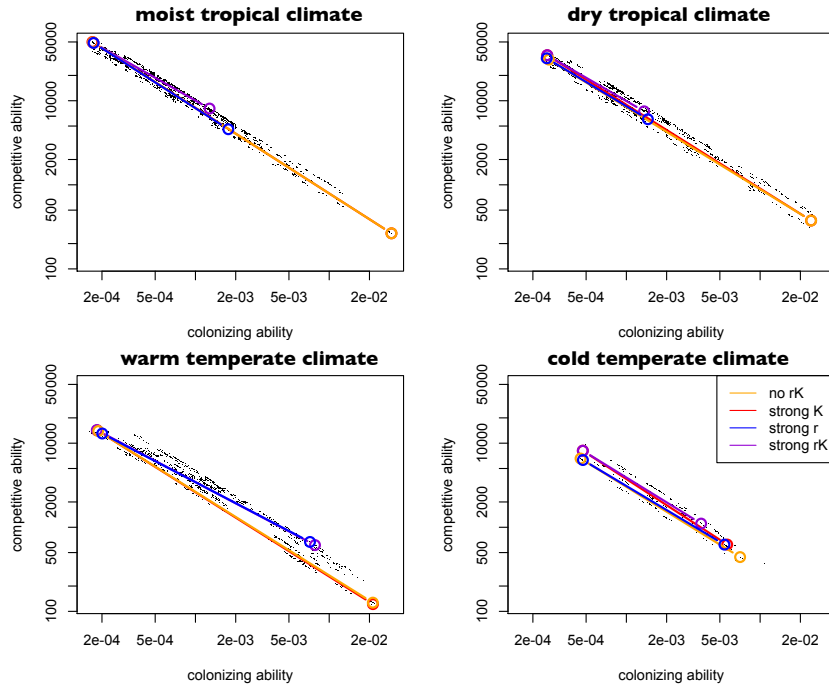 moist tropical climate
competitive ability
50000
10000
2000
500
100
2e-04
5e-04
2e-03
5e-03
2e-02
colonizing ability
dry tropical climate
competitive ability
50000
10000
2000
500
100
2e-04
5e-04
2e-03
5e-03
2e-02
colonizing ability
warm temperate climate
competitive ability
50000
10000
2000
500
100
2e-04
5e-04
2e-03
5e-03
2e-02
colonizing ability
cold temperate climate
competitive ability
50000
10000
2000
500
100
2e-04
5e-04
2e-03
5e-03
2e-02
colonizing ability
no rK
strong K
strong r
strong rK